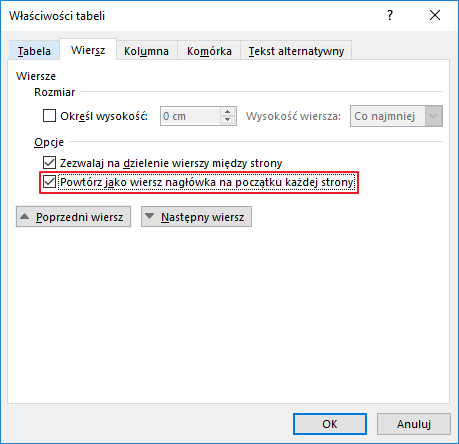 Właściwości tabeli ?
Tabela Wiersz Kolumna Komórka Tekst alternatywny
Wiersze
Rozmiar
Określ wysokość: 0 cm Wysokość wiersza: Co najmniej
Opcje
Zezwalaj na dzielenie wierszy między strony
Powtórz jako wiersz nagłówka na początku każdej strony
Poprzedni wiersz Następny wiersz
OK Anuluj